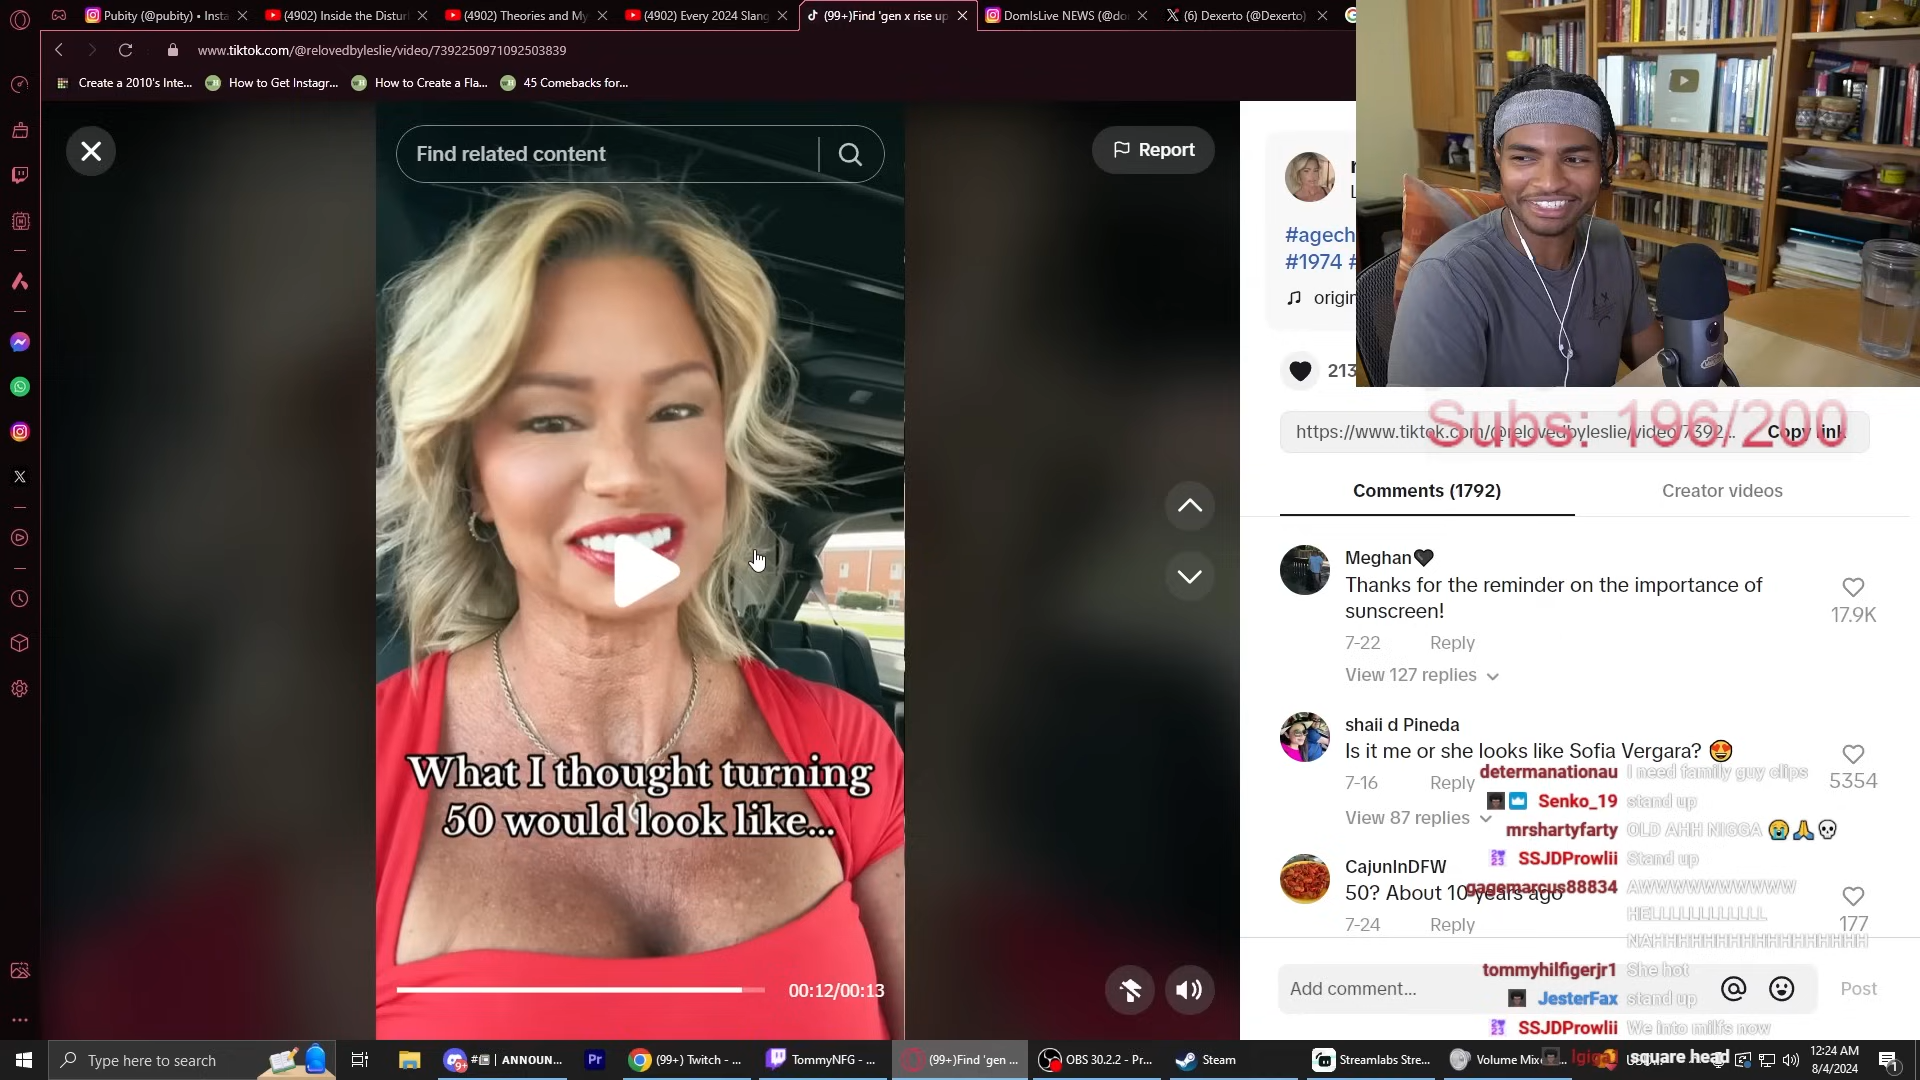 Pubity (@pubity) • Insta
(4902) Inside the Distur
(4902) Theories and My
(4902) Every 2024 Slang
(99+)Find 'gen x rise up
DomIsLive NEWS (@do
(6) Dexerto (@Dexerto)
www.tiktok.com/@relovedbyleslie/video/7392250971092503839
Create a 2010's Inte...
How to Get Instagr...
How to Create a Fla...
45 Comebacks for...
Find related content
Report
#agech
#1974 #
origin
213
Subs: 196/200
https://www.tiktok.com/@relovedbyleslie/video/7392... Copy link
Comments (1792)
Creator videos
Meghan🖤
Thanks for the reminder on the importance of
sunscreen!
17.9K
7-22 Reply
View 127 replies
shaii d Pineda
Is it me or she looks like Sofia Vergara? 😍
5354
7-16 Reply
View 87 replies
CajunInDFW
50? About 10 years ago
177
7-24 Reply
determanationau I need family guy clips
Senko_19 stand up
mrshartyfarty OLD AHH NIGGA 😭🙏💀
SSJDProwlii Stand up
gagemarcus88834 AWWWWWWWWWW
HELLLLLLLLLLLL
NAHHHHHHHHHHHHHHHHHH
tommyhilfigerjr1 She hot
JesterFax stand up
SSJDProwlii We into milfs now
square head
What I thought turning
50 would look like...
00:12/00:13
Add comment...
Post
Type here to search
#📰 | ANNOUN...
Pr
(99+) Twitch - ...
TommyNFG - ...
(99+)Find 'gen ...
OBS 30.2.2 - Pr...
Steam
Streamlabs Stre...
Volume Mix
12:24 AM
8/4/2024